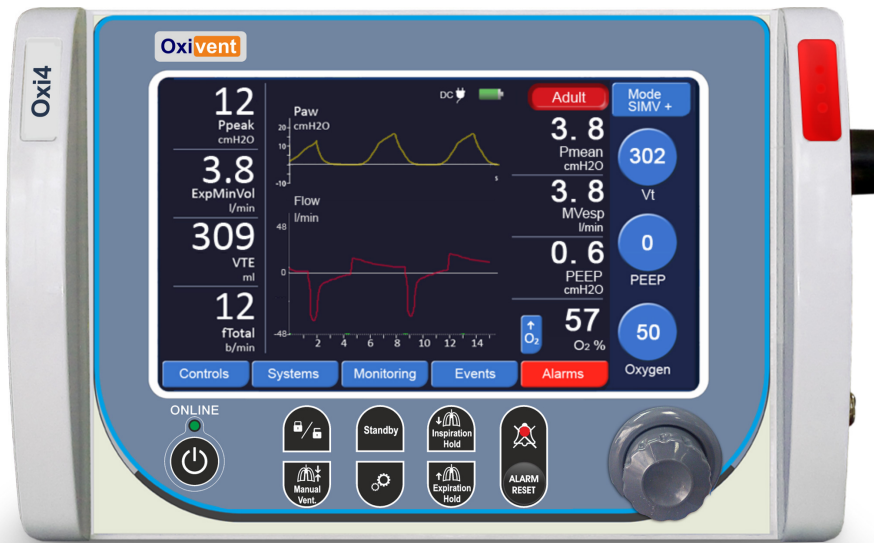 Oxi4
Oxivent
12
Ppeak
cmH2O
3.8
ExpMinVol
l/min
309
VTE
ml
12
fTotal
b/min
Paw
cmH2O
20
10
-10
s
Flow
l/min
48
0
-48
2 4 6 8 10 12 14
DC
Adult
3. 8
Pmean
cmH2O
3. 8
MVesp
l/min
0. 6
PEEP
cmH2O
O2
57
O2 %
Mode
SIMV +
302
Vt
0
PEEP
50
Oxygen
Controls Systems Monitoring Events Alarms
ONLINE
Standby
Inspiration
Hold
Manual
Vent.
Expiration
Hold
ALARM
RESET